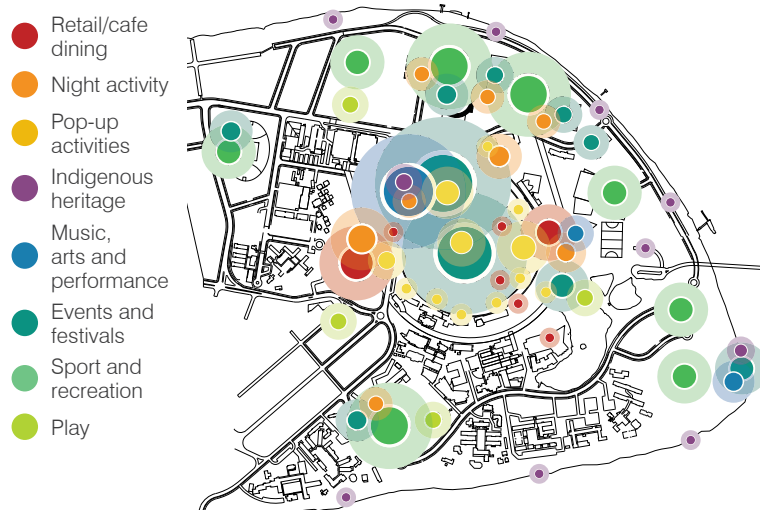 Retail/cafe
dining
Night activity
Pop-up
activities
Indigenous
heritage
Music,
arts and
performance
Events and
festivals
Sport and
recreation
Play